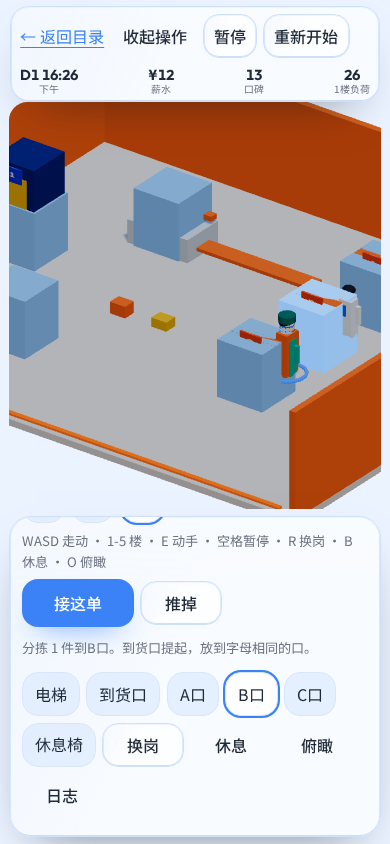 ← 返回目录 收起操作 暂停 重新开始
D1 16:26 ¥12 13 26
下午 薪水 口碑 1楼负荷
WASD 走动 · 1-5 楼 · E 动手 · 空格暂停 · R 换岗 · B
休息 · O 俯瞰
接这单 推掉
分拣 1 件到B口。到货口提起，放到字母相同的口。
电梯 到货口 A口 B口 C口
休息椅 换岗 休息 俯瞰
日志